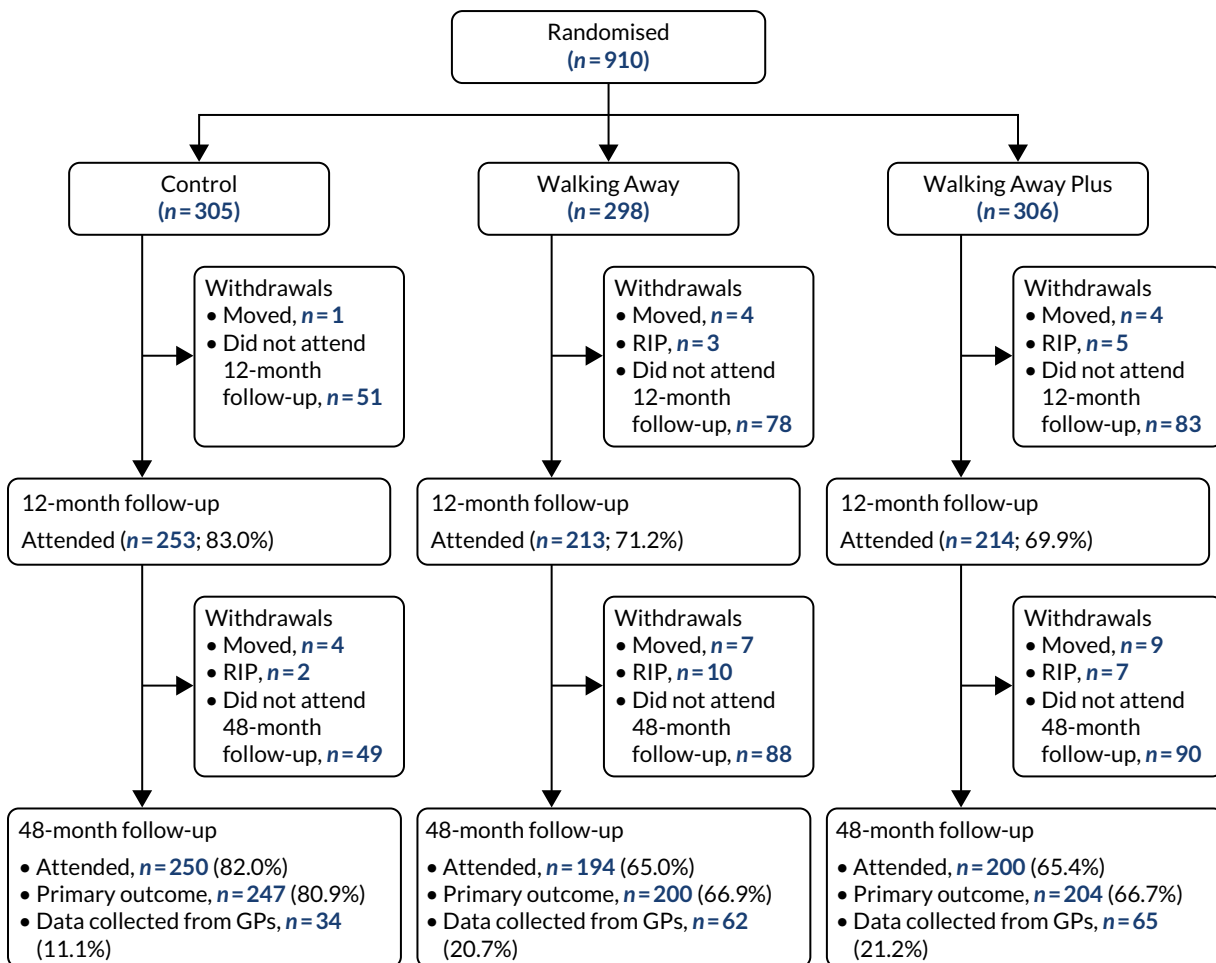 Randomised
(n = 910)
Control
(n = 305)
Walking Away
(n = 298)
Walking Away Plus
(n = 306)
Withdrawals
• Moved, n = 1
• Did not attend
12-month
follow-up, n = 51
Withdrawals
• Moved, n = 4
• RIP, n = 3
• Did not attend
12-month
follow-up, n = 78
Withdrawals
• Moved, n = 4
• RIP, n = 5
• Did not attend
12-month
follow-up, n = 83
12-month follow-up
Attended (n = 253; 83.0%)
12-month follow-up
Attended (n = 213; 71.2%)
12-month follow-up
Attended (n = 214; 69.9%)
Withdrawals
• Moved, n = 4
• RIP, n = 2
• Did not attend
48-month
follow-up, n = 49
Withdrawals
• Moved, n = 7
• RIP, n = 10
• Did not attend
48-month
follow-up, n = 88
Withdrawals
• Moved, n = 9
• RIP, n = 7
• Did not attend
48-month
follow-up, n = 90
48-month follow-up
• Attended, n = 250 (82.0%)
• Primary outcome, n = 247 (80.9%)
• Data collected from GPs, n = 34
(11.1%)
48-month follow-up
• Attended, n = 194 (65.0%)
• Primary outcome, n = 200 (66.9%)
• Data collected from GPs, n = 62
(20.7%)
48-month follow-up
• Attended, n = 200 (65.4%)
• Primary outcome, n = 204 (66.7%)
• Data collected from GPs, n = 65
(21.2%)